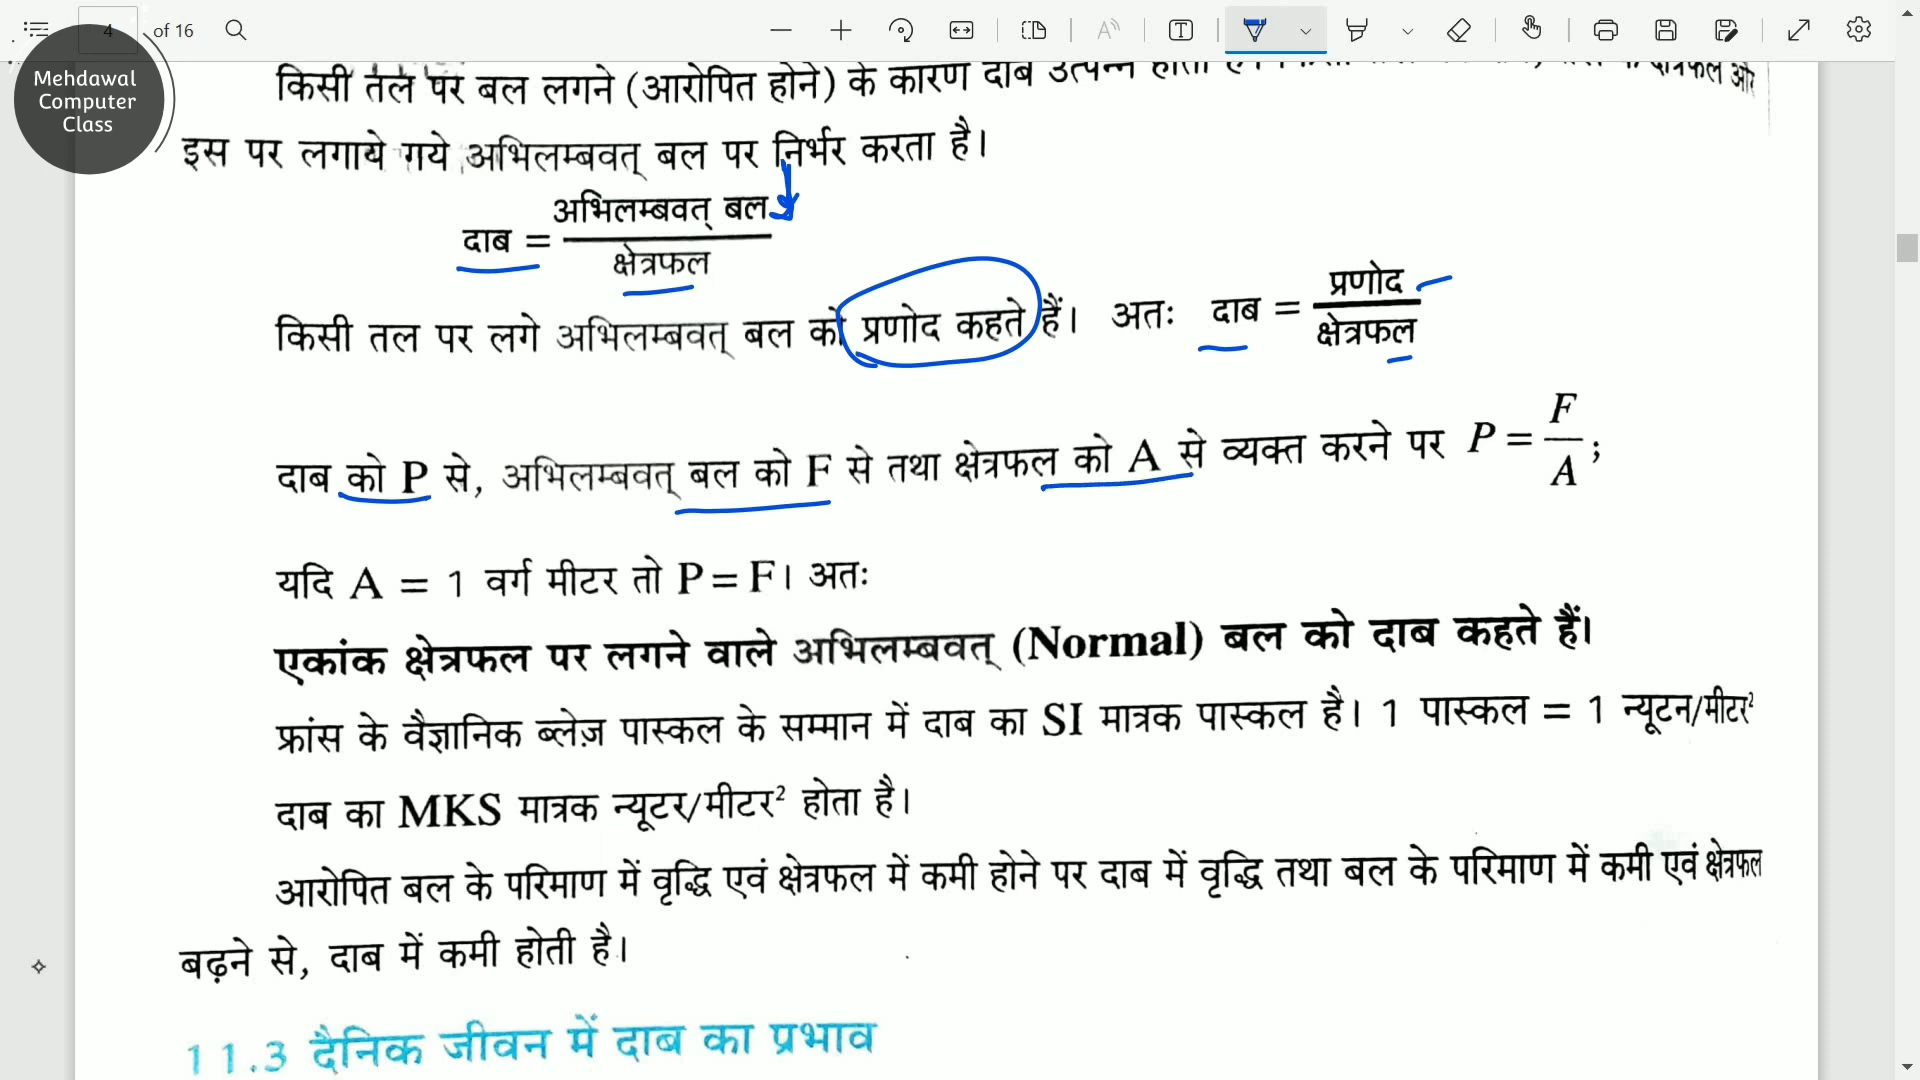 4 of 16
Mehdawal
Computer
Class
किसी तल पर बल लगने (आरोपित होने) के कारण दाब उत्पन्न होता है। क्षेत्रफल और
इस पर लगाये गये अभिलम्बवत् बल पर निर्भर करता है।
दाब = अभिलम्बवत् बल / क्षेत्रफल
किसी तल पर लगे अभिलम्बवत् बल को प्रणोद कहते हैं। अतः दाब = प्रणोद / क्षेत्रफल
दाब को P से, अभिलम्बवत् बल को F से तथा क्षेत्रफल को A से व्यक्त करने पर P = F / A ;
यदि A = 1 वर्ग मीटर तो P = F। अतः
एकांक क्षेत्रफल पर लगने वाले अभिलम्बवत् (Normal) बल को दाब कहते हैं।
फ्रांस के वैज्ञानिक ब्लेज़ पास्कल के सम्मान में दाब का SI मात्रक पास्कल है। 1 पास्कल = 1 न्यूटन/मीटर²
दाब का MKS मात्रक न्यूटर/मीटर² होता है।
आरोपित बल के परिमाण में वृद्धि एवं क्षेत्रफल में कमी होने पर दाब में वृद्धि तथा बल के परिमाण में कमी एवं क्षेत्रफल
बढ़ने से, दाब में कमी होती है।
11.3 दैनिक जीवन में दाब का प्रभाव